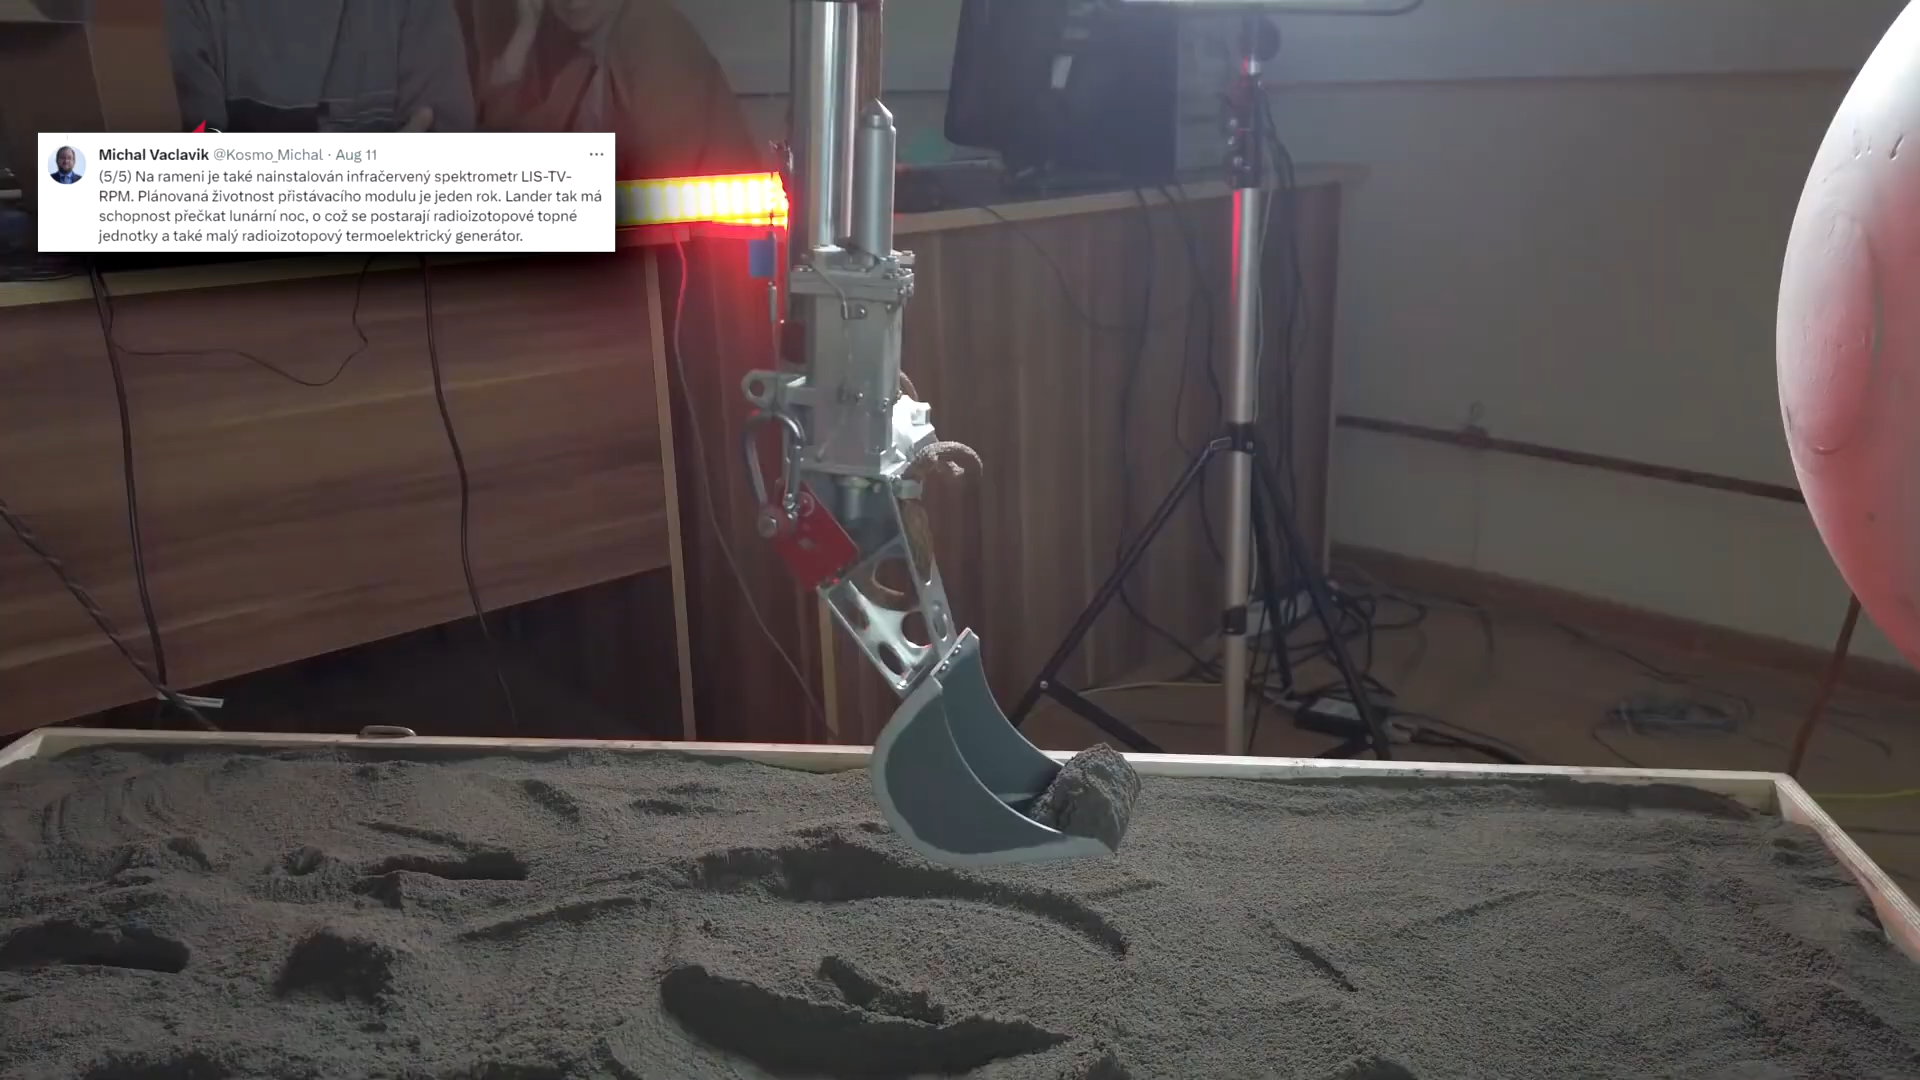 Michal Vaclavik @Kosmo_Michal · Aug 11 ···
(5/5) Na rameni je také nainstalován infračervený spektrometr LIS-TV-
RPM. Plánovaná životnost přistávacího modulu je jeden rok. Lander tak má
schopnost přečkat lunární noc, o což se postarají radioizotopové topné
jednotky a také malý radioizotopový termoelektrický generátor.